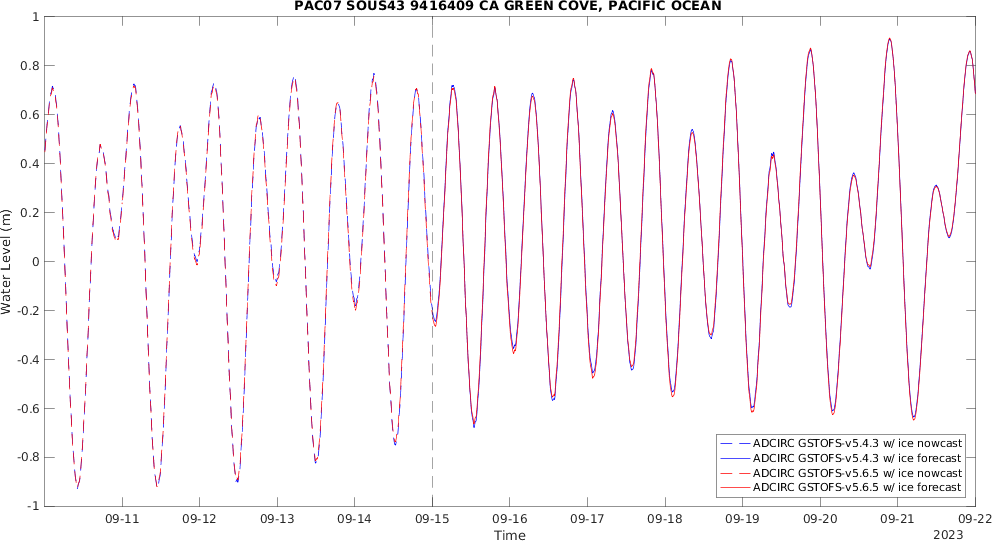 PAC07 SOUS43 9416409 CA GREEN COVE, PACIFIC OCEAN
Water Level (m)
1
0.8
0.6
0.4
0.2
0
-0.2
-0.4
-0.6
-0.8
-1
ADCIRC GSTOFS-v5.4.3 w/ ice nowcast
ADCIRC GSTOFS-v5.4.3 w/ ice forecast
ADCIRC GSTOFS-v5.6.5 w/ ice nowcast
ADCIRC GSTOFS-v5.6.5 w/ ice forecast
09-11 09-12 09-13 09-14 09-15 09-16 09-17 09-18 09-19 09-20 09-21 09-22
Time
2023